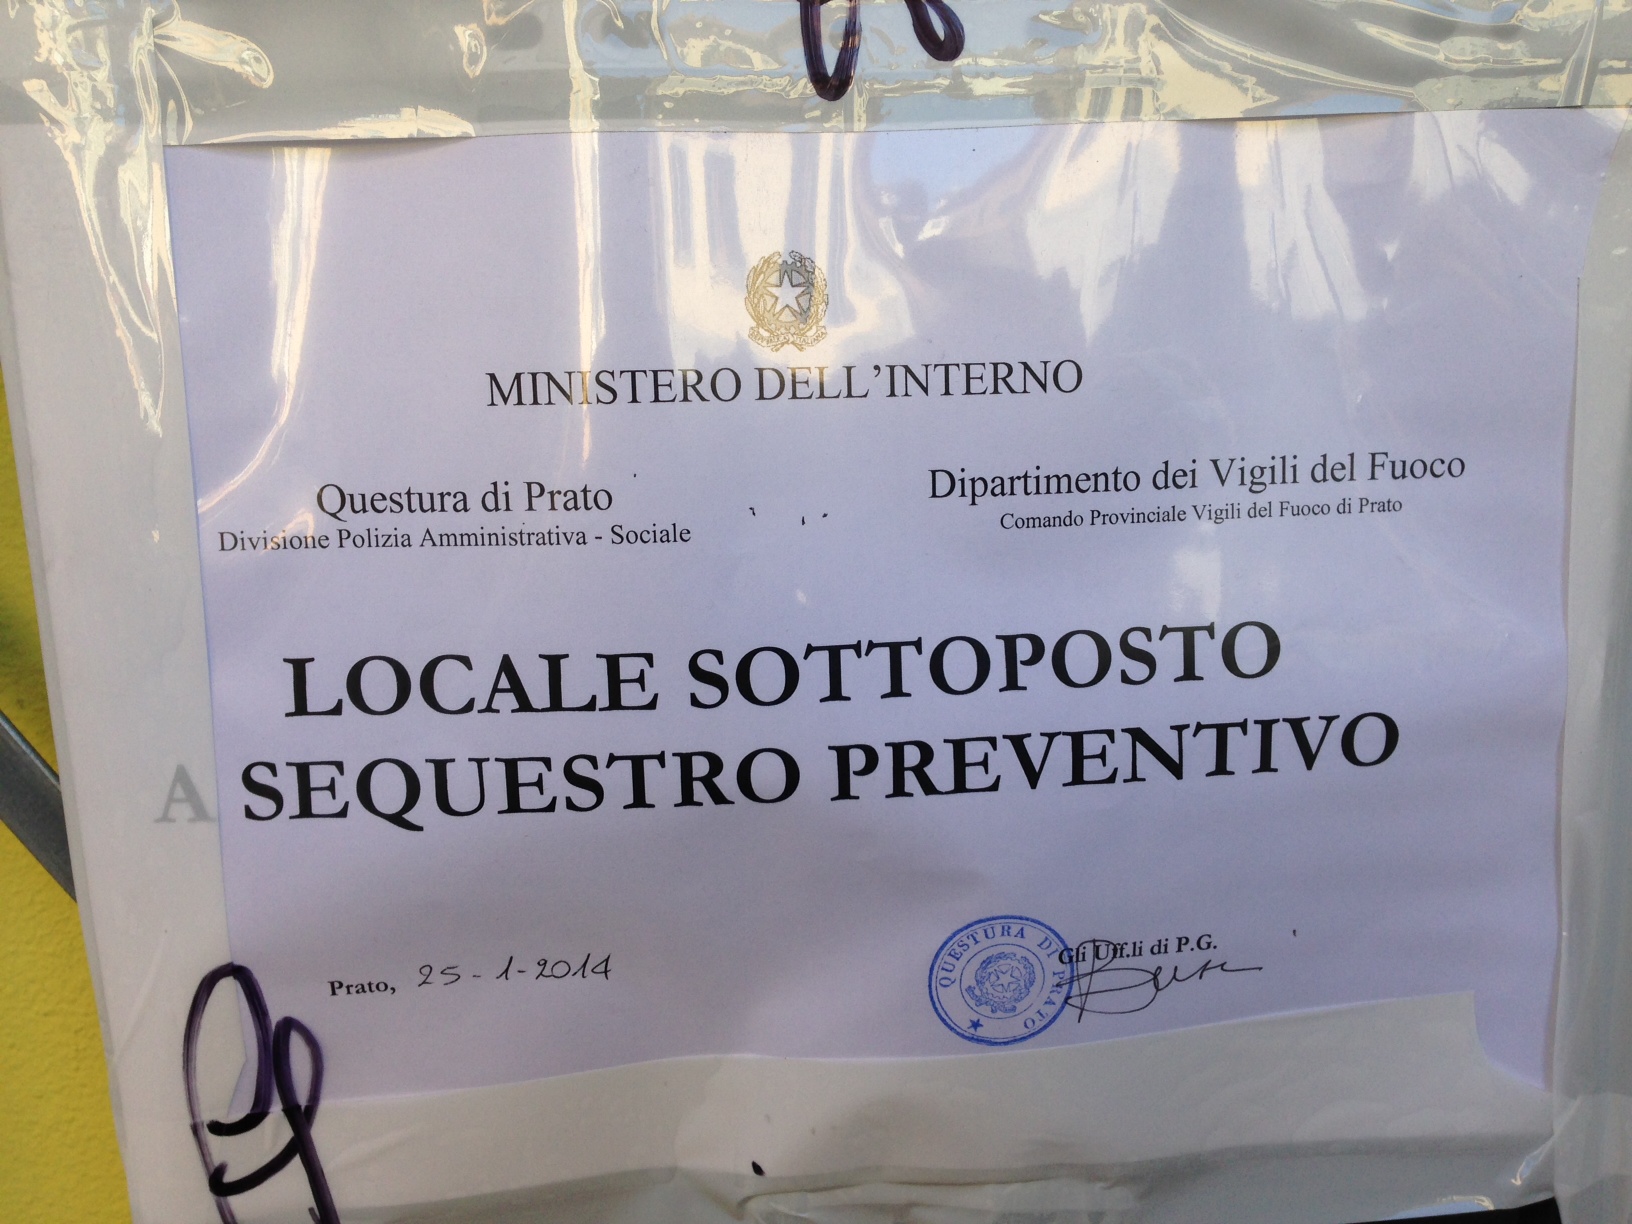 MINISTERO DELL'INTERNO
Questura di Prato
Divisione Polizia Amministrativa - Sociale
Dipartimento dei Vigili del Fuoco
Comando Provinciale Vigili del Fuoco di Prato
LOCALE SOTTOPOSTO
A SEQUESTRO PREVENTIVO
Prato, 25-1-2014
Gli Uff.li di P.G.
QUESTURA DI PRATO